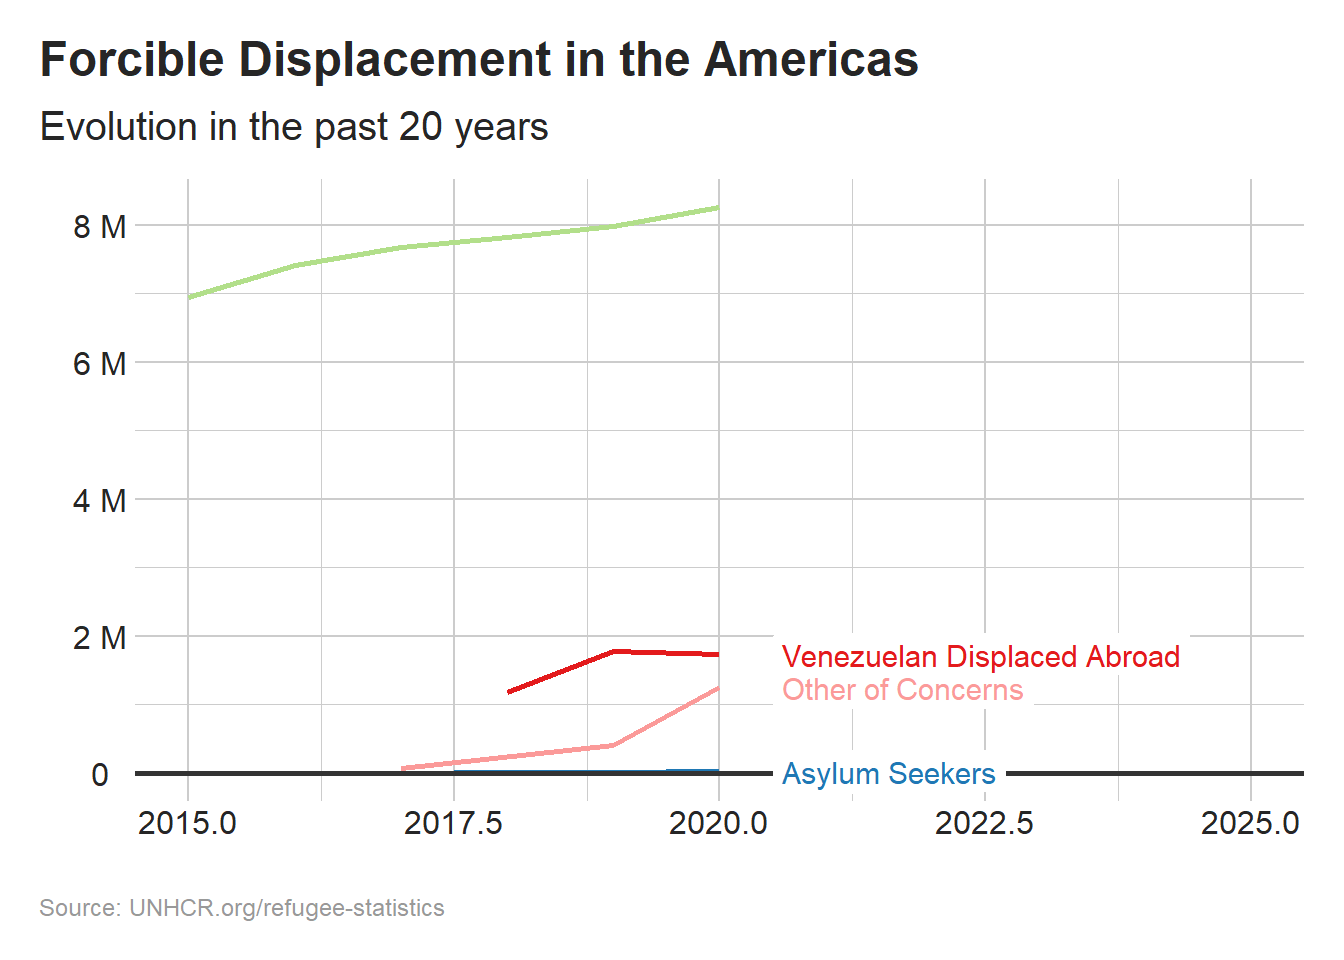 Forcible Displacement in the Americas
Evolution in the past 20 years
8 M
6 M
4 M
2 M
0
Venezuelan Displaced Abroad
Other of Concerns
Asylum Seekers
2015.0 2017.5 2020.0 2022.5 2025.0
Source: UNHCR.org/refugee-statistics